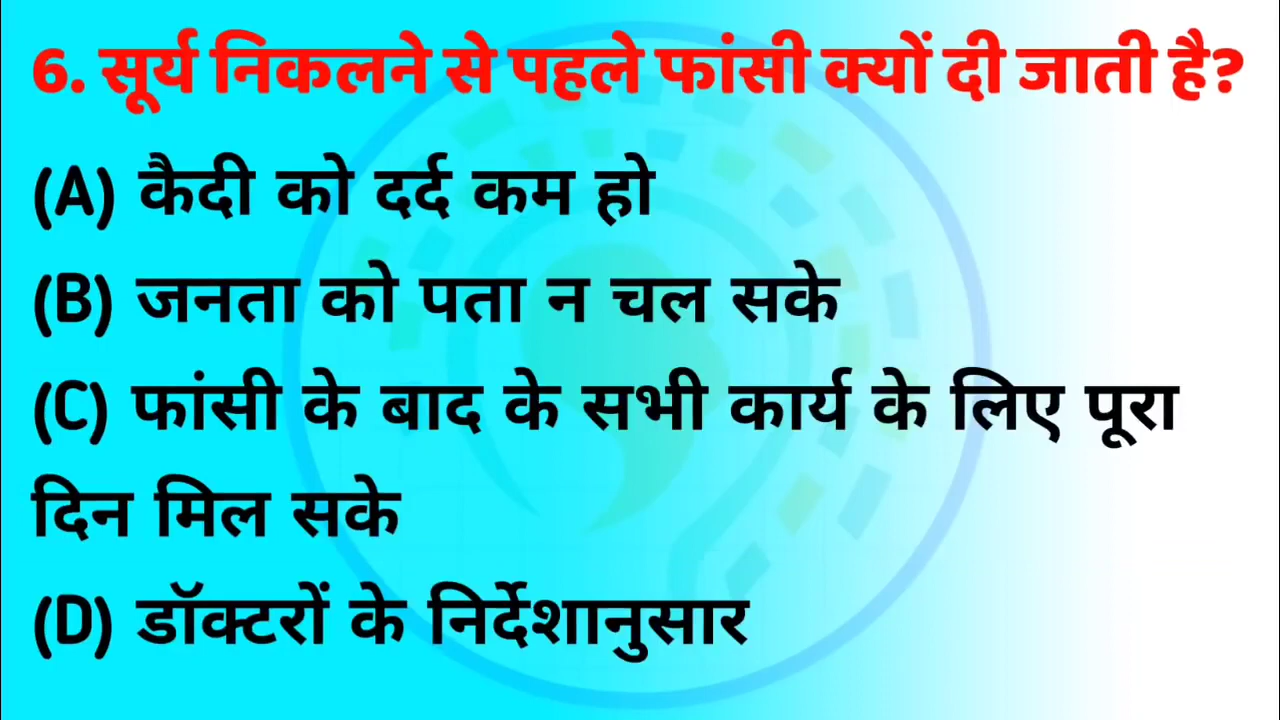 6. सूर्य निकलने से पहले फांसी क्यों दी जाती है?
(A) कैदी को दर्द कम हो
(B) जनता को पता न चल सके
(C) फांसी के बाद के सभी कार्य के लिए पूरा
दिन मिल सके
(D) डॉक्टरों के निर्देशानुसार